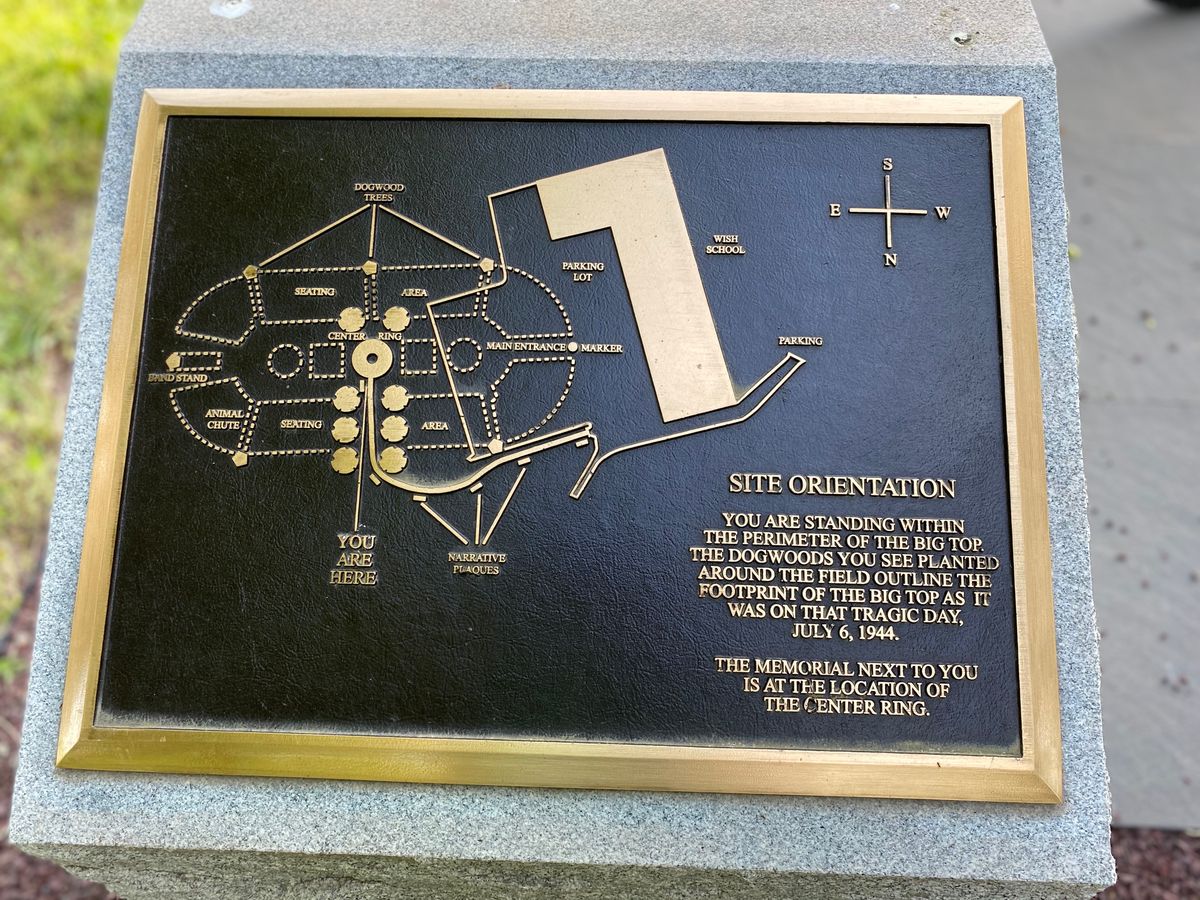 DOGWOOD
TREES
S
E W
N
WISH
SCHOOL
PARKING
LOT
SEATING AREA
CENTER RING
MAIN ENTRANCE MARKER
PARKING
BAND STAND
ANIMAL
CHUTE
SEATING AREA
YOU
ARE
HERE
NARRATIVE
PLAQUES
SITE ORIENTATION
YOU ARE STANDING WITHIN
THE PERIMETER OF THE BIG TOP.
THE DOGWOODS YOU SEE PLANTED
AROUND THE FIELD OUTLINE THE
FOOTPRINT OF THE BIG TOP AS IT
WAS ON THAT TRAGIC DAY,
JULY 6, 1944.
THE MEMORIAL NEXT TO YOU
IS AT THE LOCATION OF
THE CENTER RING.